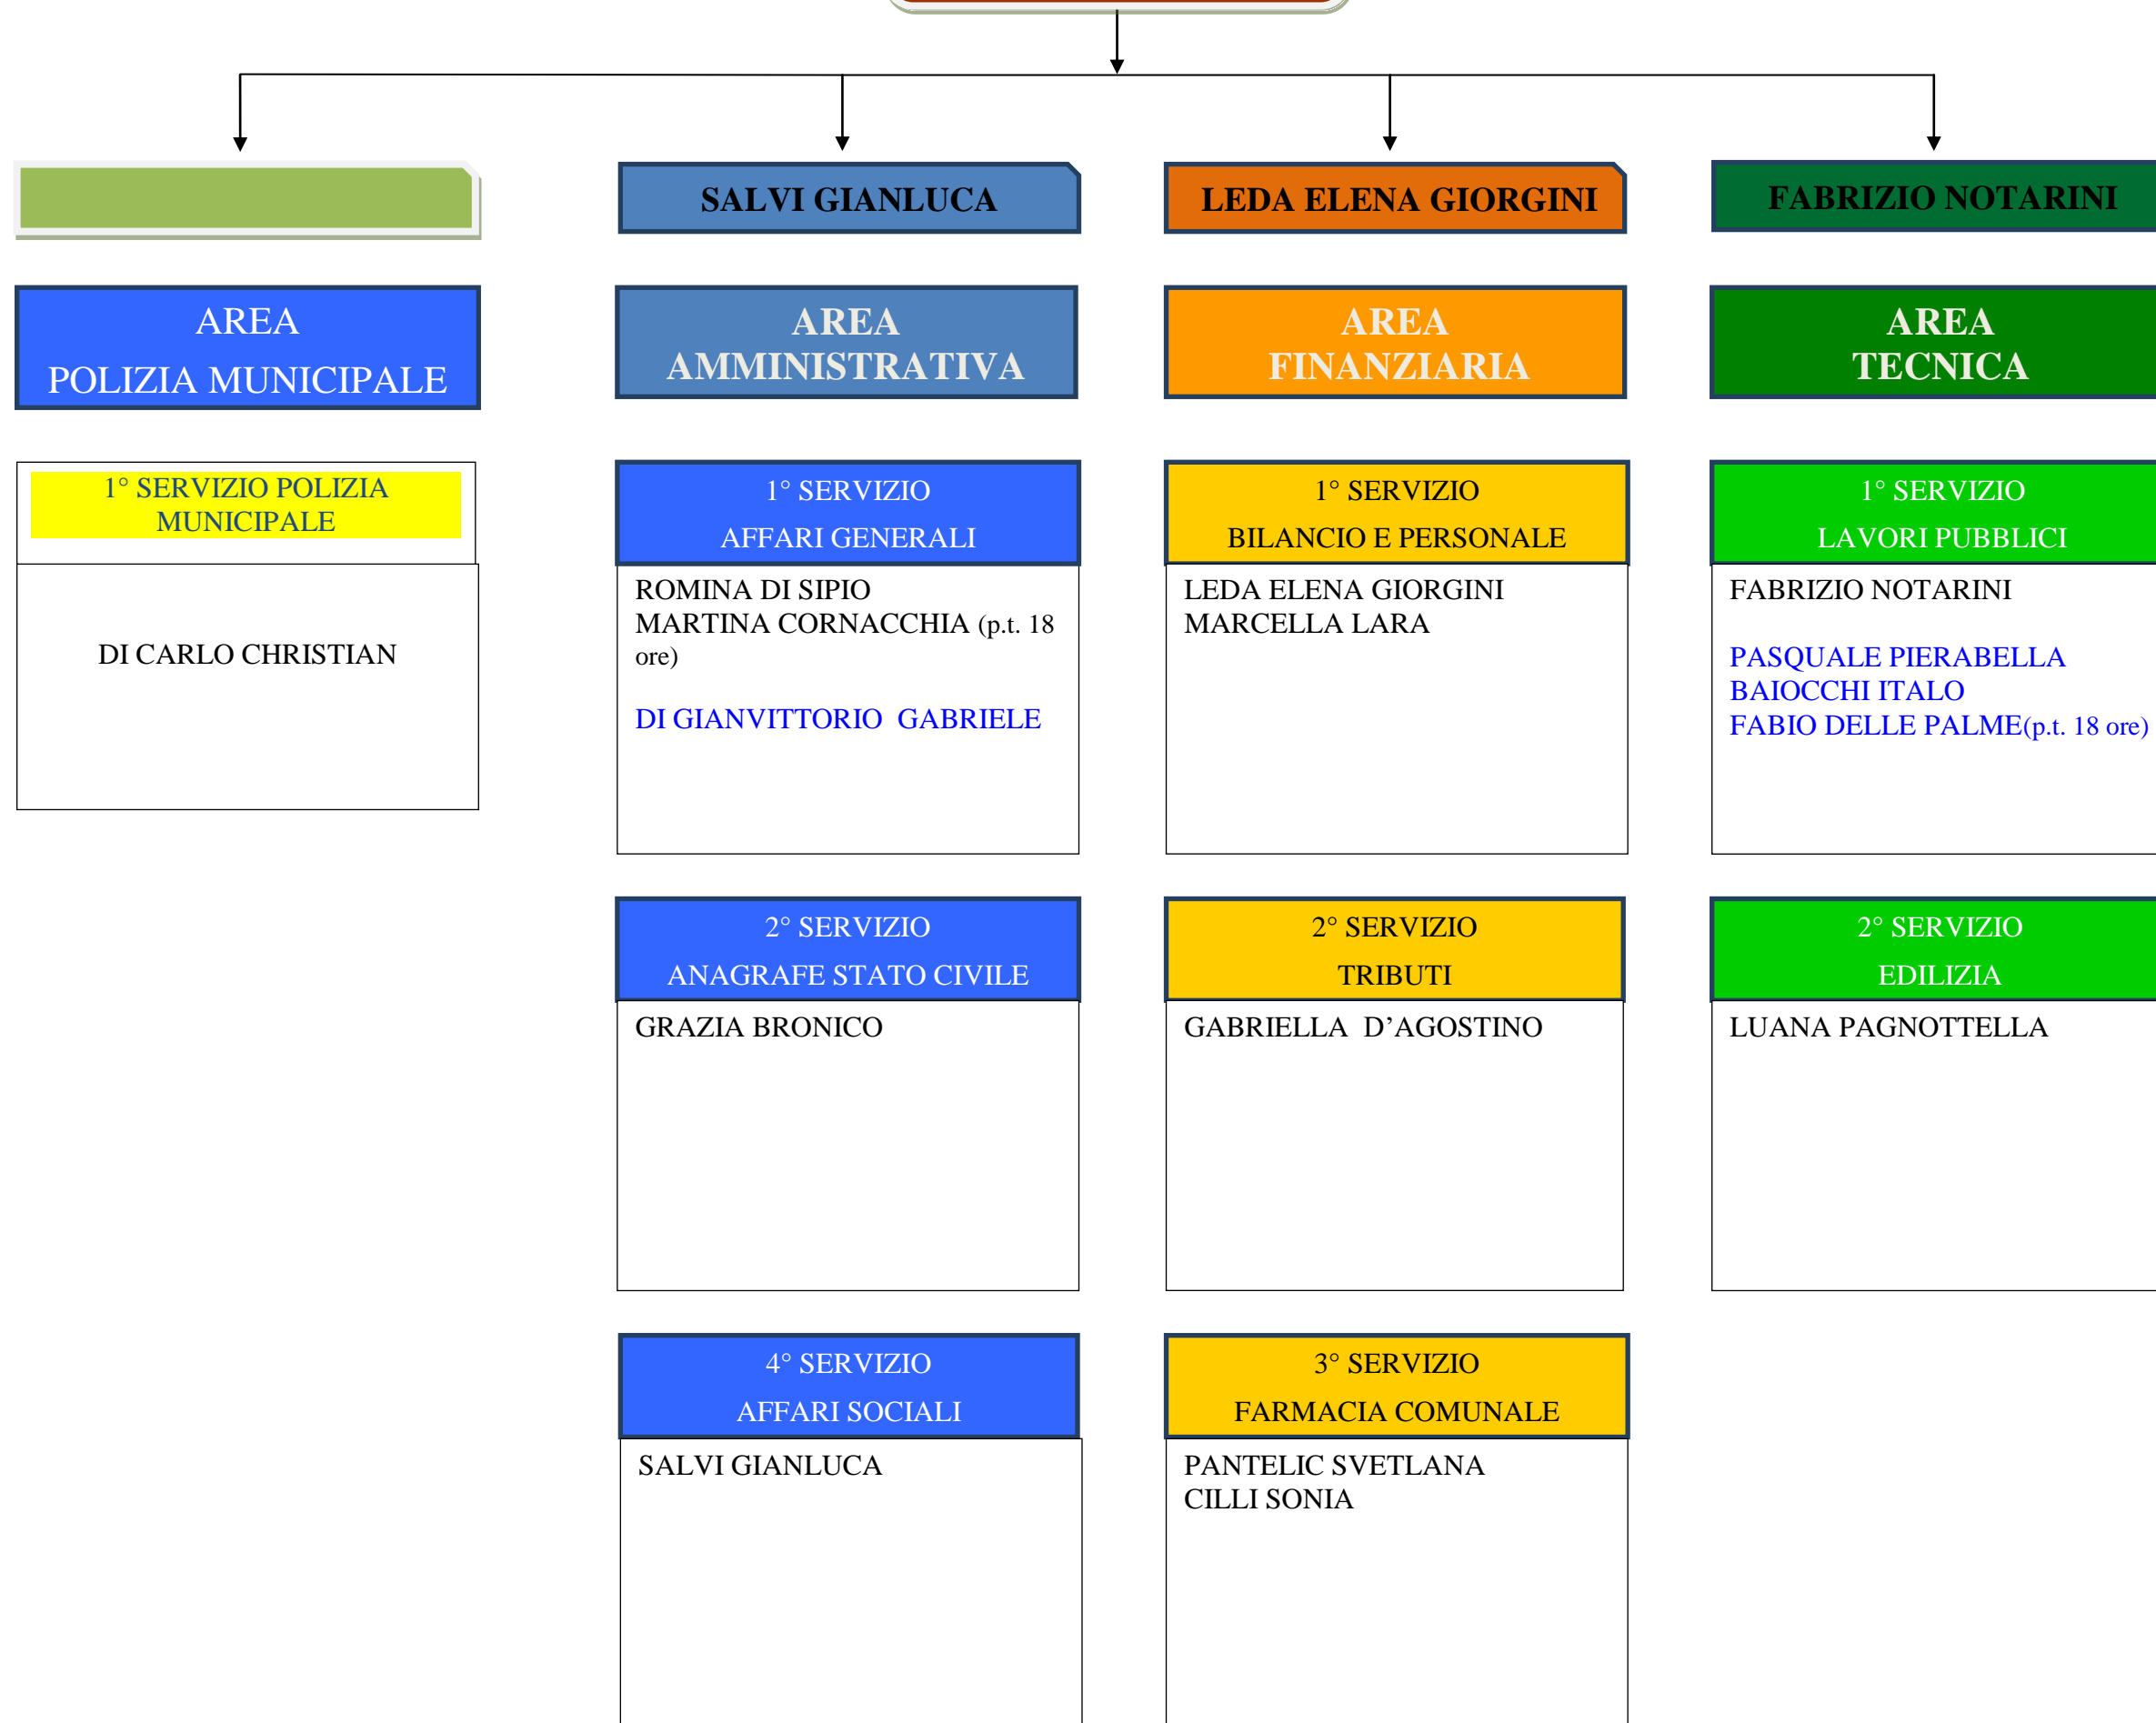 SALVI GIANLUCA
LEDA ELENA GIORGINI
FABRIZIO NOTARINI
AREA
POLIZIA MUNICIPALE
AREA
AMMINISTRATIVA
AREA
FINANZIARIA
AREA
TECNICA
1° SERVIZIO POLIZIA
MUNICIPALE
DI CARLO CHRISTIAN
1° SERVIZIO
AFFARI GENERALI
ROMINA DI SIPIO
MARTINA CORNACCHIA (p.t. 18
ore)
DI GIANVITTORIO  GABRIELE
1° SERVIZIO
BILANCIO E PERSONALE
LEDA ELENA GIORGINI
MARCELLA LARA
1° SERVIZIO
LAVORI PUBBLICI
FABRIZIO NOTARINI
PASQUALE PIERABELLA
BAIOCCHI ITALO
FABIO DELLE PALME(p.t. 18 ore)
2° SERVIZIO
ANAGRAFE STATO CIVILE
GRAZIA BRONICO
2° SERVIZIO
TRIBUTI
GABRIELLA  D’AGOSTINO
2° SERVIZIO
EDILIZIA
LUANA PAGNOTTELLA
4° SERVIZIO
AFFARI SOCIALI
SALVI GIANLUCA
3° SERVIZIO
FARMACIA COMUNALE
PANTELIC SVETLANA
CILLI SONIA